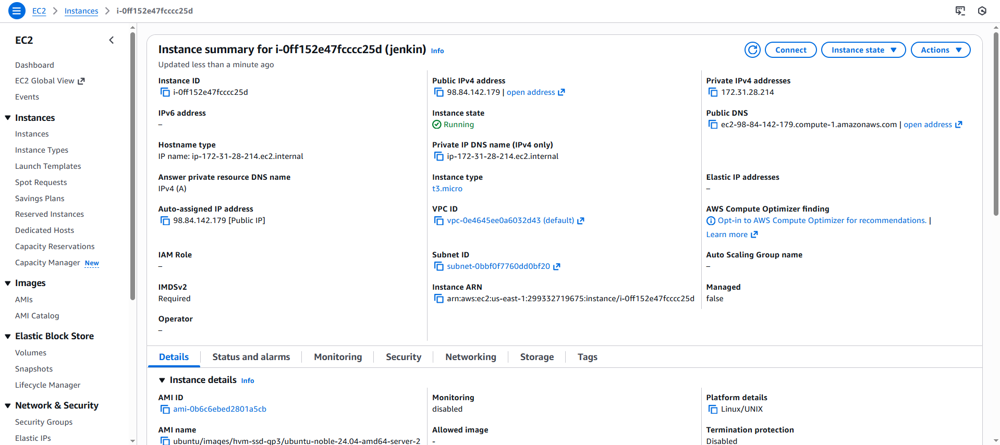 EC2 > Instances > i-0ff152e47fcccc25d
EC2
Dashboard
EC2 Global View
Events
Instances
Instances
Instance Types
Launch Templates
Spot Requests
Savings Plans
Reserved Instances
Dedicated Hosts
Capacity Reservations
Capacity Manager New
Images
AMIs
AMI Catalog
Elastic Block Store
Volumes
Snapshots
Lifecycle Manager
Network & Security
Security Groups
Elastic IPs
Instance summary for i-0ff152e47fcccc25d (jenkin) Info
Updated less than a minute ago
Connect
Instance state
Actions
Instance ID
i-0ff152e47fcccc25d
Public IPv4 address
98.84.142.179 | open address
Private IPv4 addresses
172.31.28.214
IPv6 address
–
Instance state
Running
Public DNS
ec2-98-84-142-179.compute-1.amazonaws.com | open address
Hostname type
IP name: ip-172-31-28-214.ec2.internal
Private IP DNS name (IPv4 only)
ip-172-31-28-214.ec2.internal
Answer private resource DNS name
IPv4 (A)
Instance type
t3.micro
Elastic IP addresses
–
Auto-assigned IP address
98.84.142.179 [Public IP]
VPC ID
vpc-0e4645ee0a6032d43 (default)
AWS Compute Optimizer finding
Opt-in to AWS Compute Optimizer for recommendations. |
Learn more
IAM Role
–
Subnet ID
subnet-0bbf0f7760dd0bf20
Auto Scaling Group name
–
IMDSv2
Required
Instance ARN
arn:aws:ec2:us-east-1:299332719675:instance/i-0ff152e47fcccc25d
Managed
false
Operator
–
Details
Status and alarms
Monitoring
Security
Networking
Storage
Tags
Instance details Info
AMI ID
ami-0b6c6ebed2801a5cb
Monitoring
disabled
Platform details
Linux/UNIX
AMI name
ubuntu/images/hvm-ssd-gp3/ubuntu-noble-24.04-amd64-server-2
Allowed image
-
Termination protection
Disabled